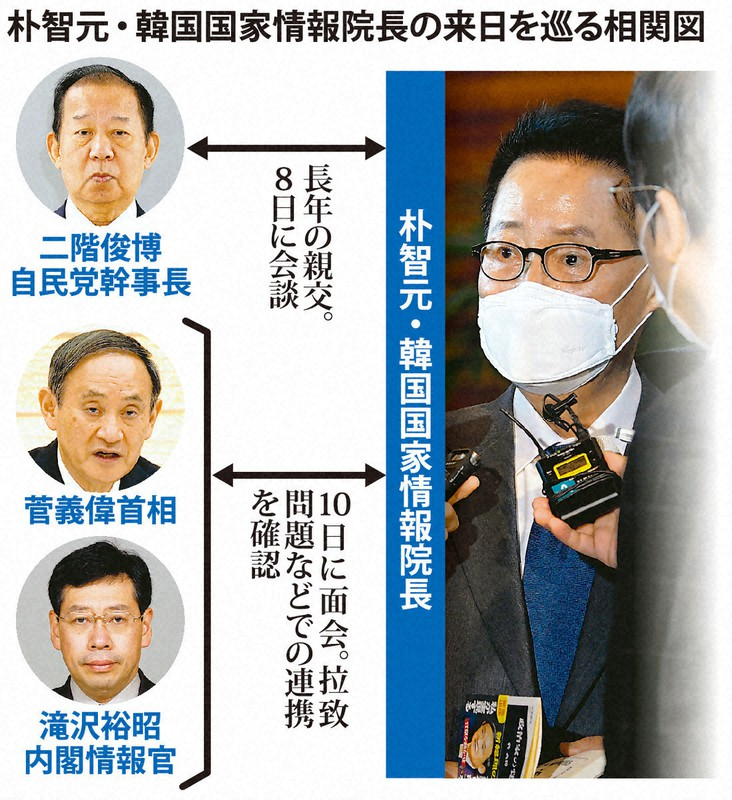 朴智元・韓国国家情報院長の来日を巡る相関図
二階俊博
自民党幹事長
長年の親交。
8日に会談
菅義偉首相
滝沢裕昭
内閣情報官
10日に面会。拉致
問題などでの連携
を確認
朴智元・韓国国家情報院長